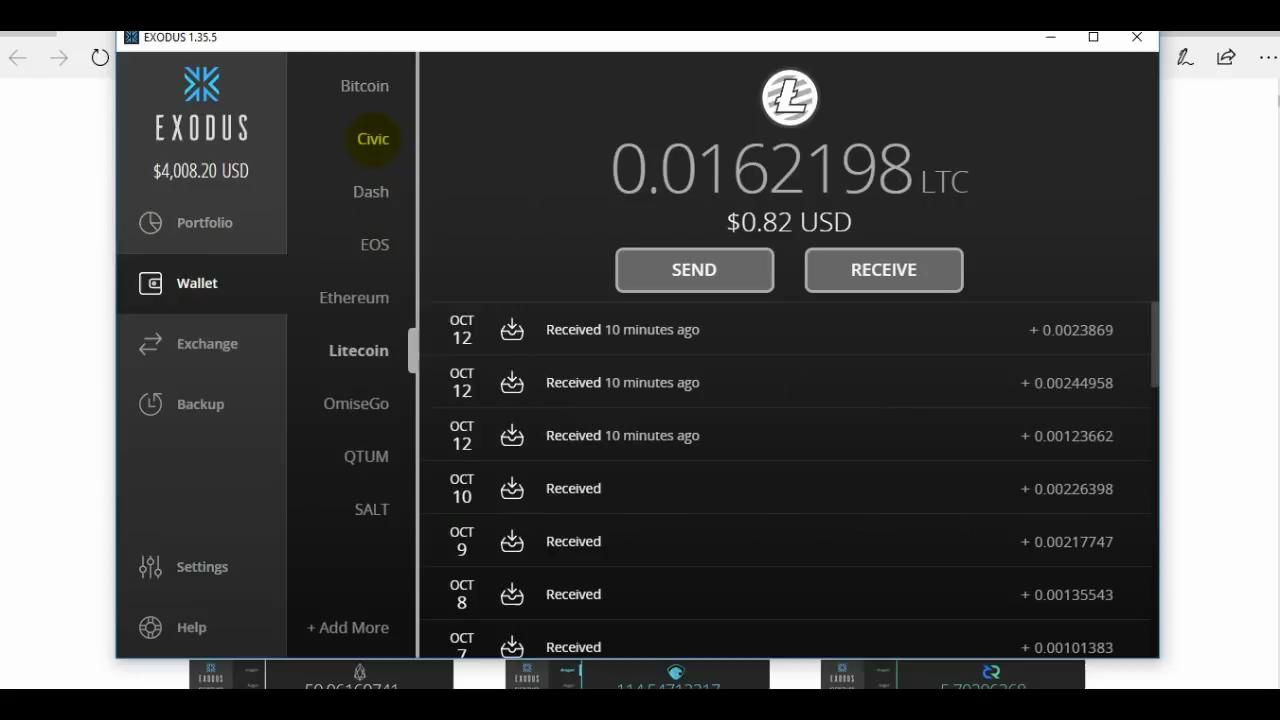 EXODUS 1.35.5
EXODUS
$4,008.20 USD
Portfolio
Wallet
Exchange
Backup
Settings
Help
Bitcoin
Civic
Dash
EOS
Ethereum
Litecoin
OmiseGo
QTUM
SALT
+ Add More
0.0162198 LTC
$0.82 USD
SEND RECEIVE
OCT 12 Received 10 minutes ago + 0.0023869
OCT 12 Received 10 minutes ago + 0.00244958
OCT 12 Received 10 minutes ago + 0.00123662
OCT 10 Received + 0.00226398
OCT 9 Received + 0.00217747
OCT 8 Received + 0.00135543
OCT 7 Received + 0.00101383
EXODUS
EXODUS
EXODUS